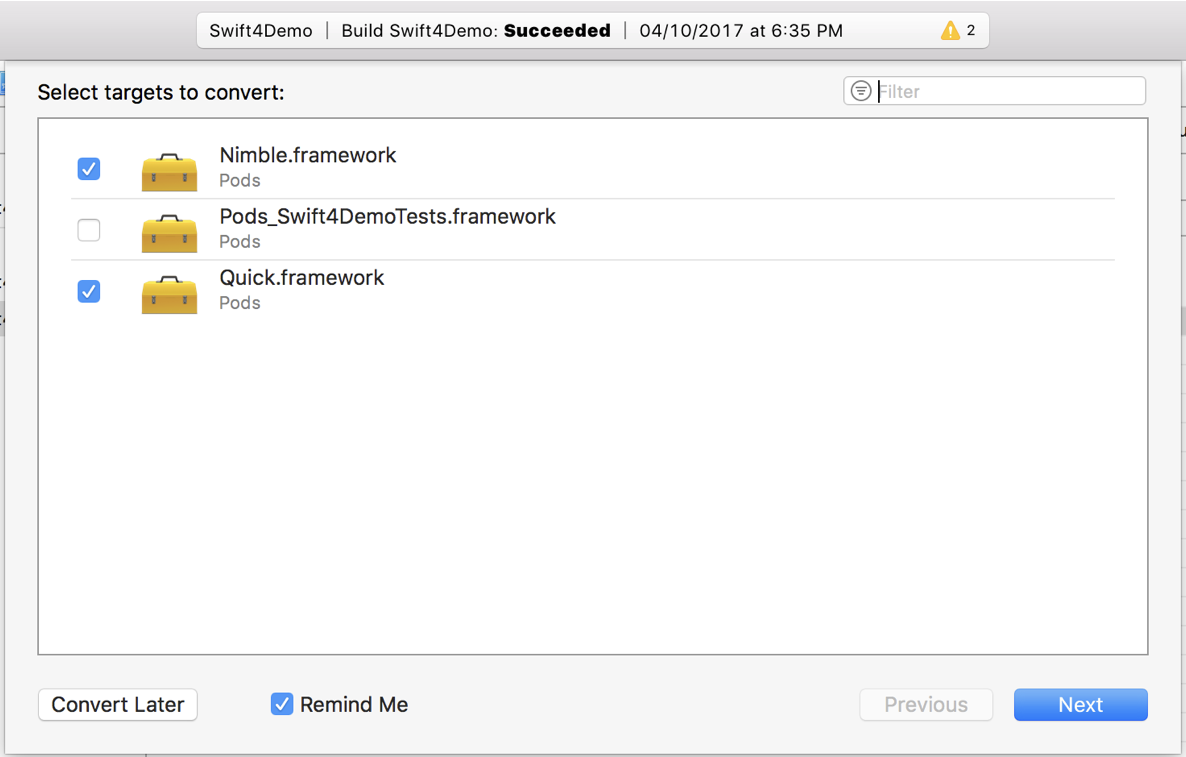 Swift4Demo | Build Swift4Demo: Succeeded | 04/10/2017 at 6:35 PM 2
Select targets to convert: Filter
Nimble.framework
Pods
Pods_Swift4DemoTests.framework
Pods
Quick.framework
Pods
Convert Later Remind Me Previous Next